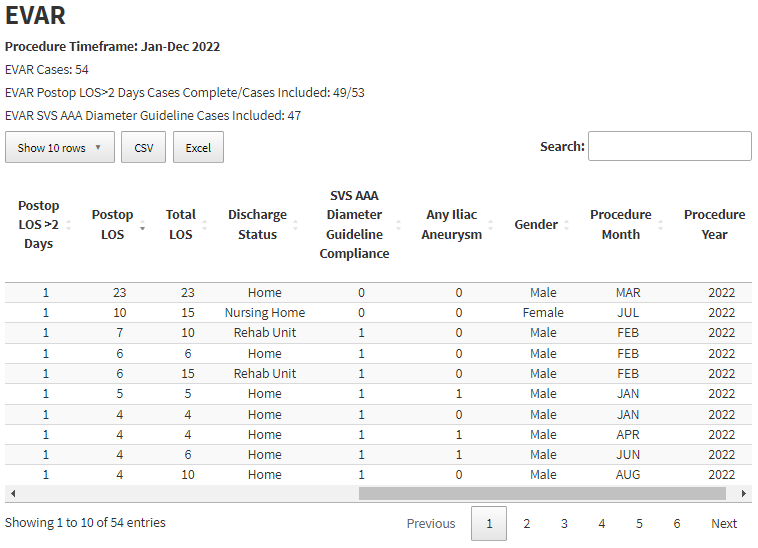 EVAR
Procedure Timeframe: Jan-Dec 2022
EVAR Cases: 54
EVAR Postop LOS>2 Days Cases Complete/Cases Included: 49/53
EVAR SVS AAA Diameter Guideline Cases Included: 47
Show 10 rows CSV Excel Search:
Postop LOS >2 Days Postop LOS Total LOS Discharge Status SVS AAA Diameter Guideline Compliance Any Iliac Aneurysm Gender Procedure Month Procedure Year
1 23 23 Home 0 0 Male MAR 2022
1 10 15 Nursing Home 0 0 Female JUL 2022
1 7 10 Rehab Unit 1 0 Male FEB 2022
1 6 6 Home 1 0 Male FEB 2022
1 6 15 Rehab Unit 1 0 Male FEB 2022
1 5 5 Home 1 1 Male JAN 2022
1 4 4 Home 1 0 Male JAN 2022
1 4 4 Home 1 1 Male APR 2022
1 4 6 Home 1 1 Male JUN 2022
1 4 10 Home 1 0 Male AUG 2022
Showing 1 to 10 of 54 entries Previous 1 2 3 4 5 6 Next